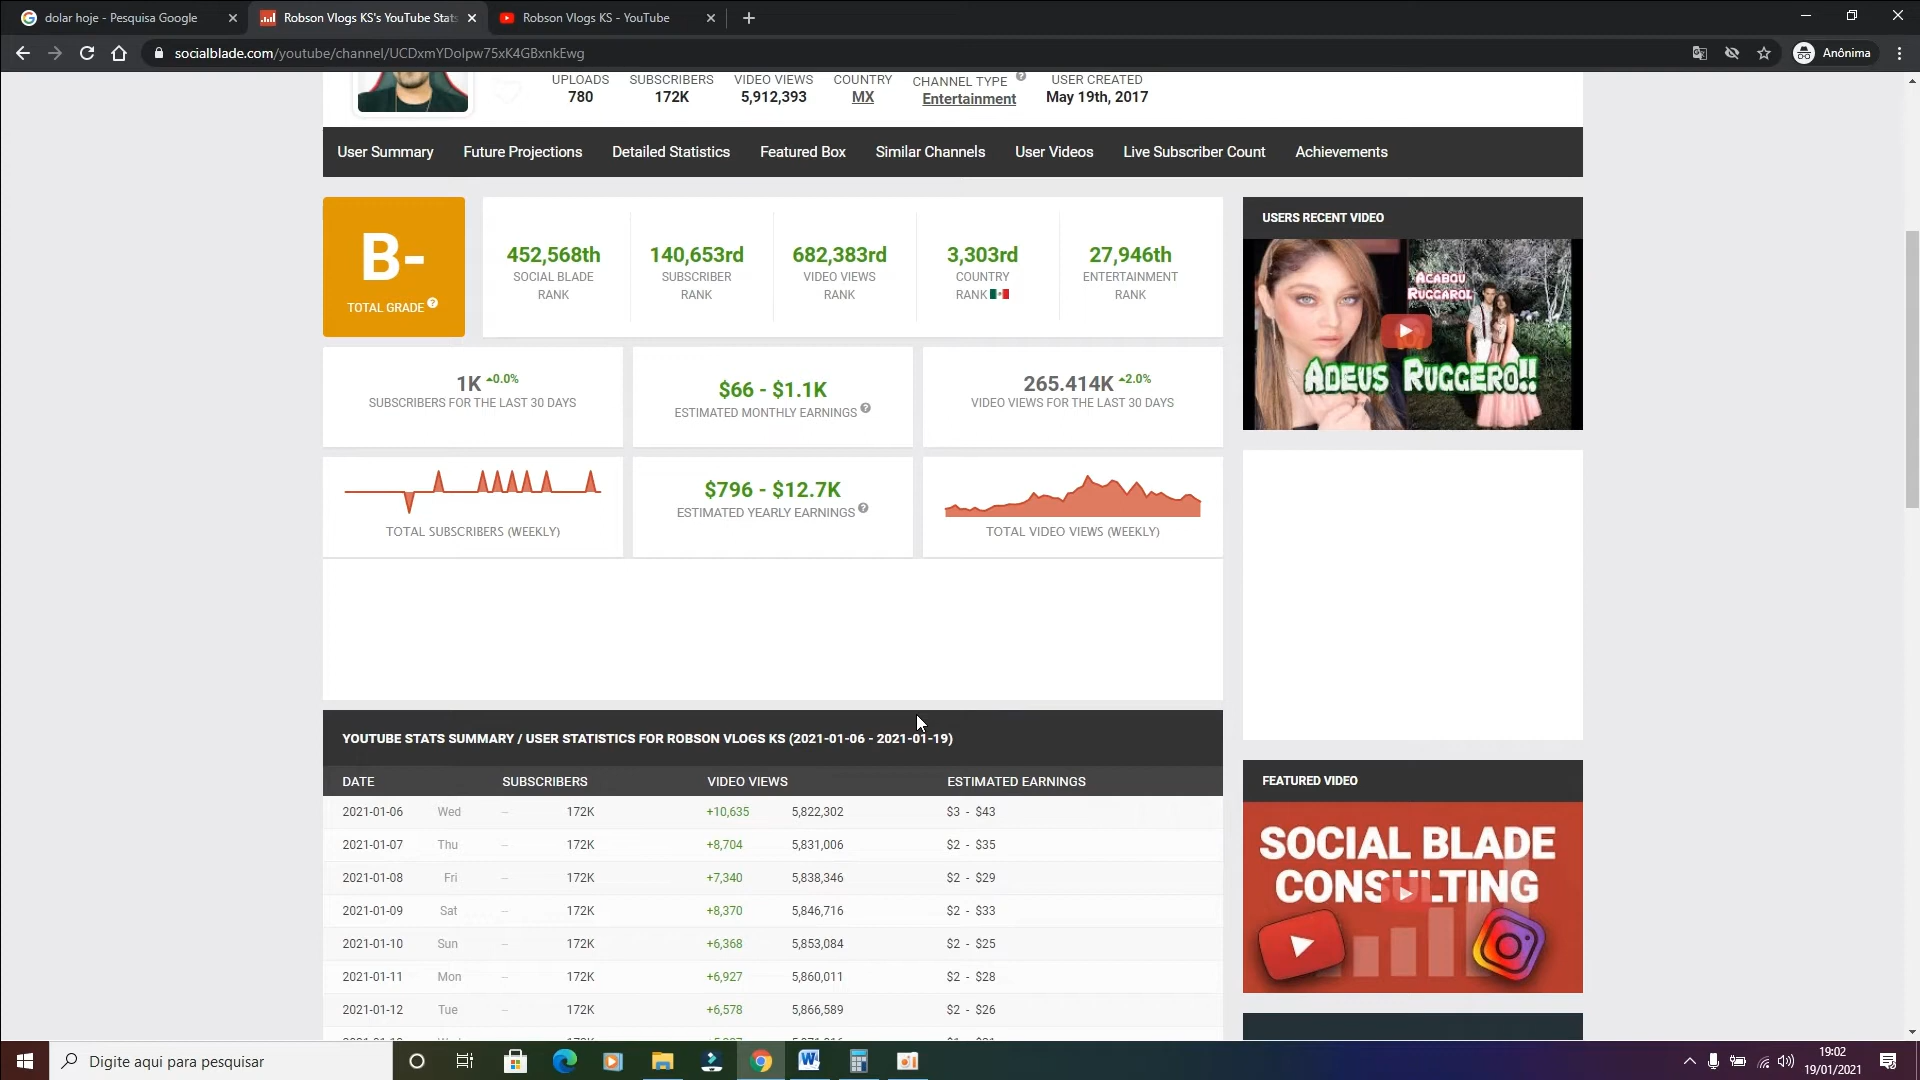 dolar hoje - Pesquisa Google
Robson Vlogs KS's YouTube Stats
Robson Vlogs KS - YouTube
socialblade.com/youtube/channel/UCDxmYDoIpw75xK4GBxnkEwg
Anônima
UPLOADS SUBSCRIBERS VIDEO VIEWS COUNTRY CHANNEL TYPE USER CREATED
780 172K 5,912,393 MX Entertainment May 19th, 2017
User Summary Future Projections Detailed Statistics Featured Box Similar Channels User Videos Live Subscriber Count Achievements
B-
TOTAL GRADE
452,568th 140,653rd 682,383rd 3,303rd 27,946th
SOCIAL BLADE SUBSCRIBER VIDEO VIEWS COUNTRY ENTERTAINMENT
RANK RANK RANK RANK RANK
USERS RECENT VIDEO
ACABOU
RUGGAROL
ADEUS RUGGERO!!
1K 0.0%
SUBSCRIBERS FOR THE LAST 30 DAYS
$66 - $1.1K
ESTIMATED MONTHLY EARNINGS
265.414K 2.0%
VIDEO VIEWS FOR THE LAST 30 DAYS
TOTAL SUBSCRIBERS (WEEKLY)
$796 - $12.7K
ESTIMATED YEARLY EARNINGS
TOTAL VIDEO VIEWS (WEEKLY)
YOUTUBE STATS SUMMARY / USER STATISTICS FOR ROBSON VLOGS KS (2021-01-06 - 2021-01-19)
DATE SUBSCRIBERS VIDEO VIEWS ESTIMATED EARNINGS
2021-01-06 Wed -- 172K +10,635 5,822,302 $3 - $43
2021-01-07 Thu -- 172K +8,704 5,831,006 $2 - $35
2021-01-08 Fri -- 172K +7,340 5,838,346 $2 - $29
2021-01-09 Sat -- 172K +8,370 5,846,716 $2 - $33
2021-01-10 Sun -- 172K +6,368 5,853,084 $2 - $25
2021-01-11 Mon -- 172K +6,927 5,860,011 $2 - $28
2021-01-12 Tue -- 172K +6,578 5,866,589 $2 - $26
FEATURED VIDEO
SOCIAL BLADE
CONSULTING
Digite aqui para pesquisar
19:02
19/01/2021